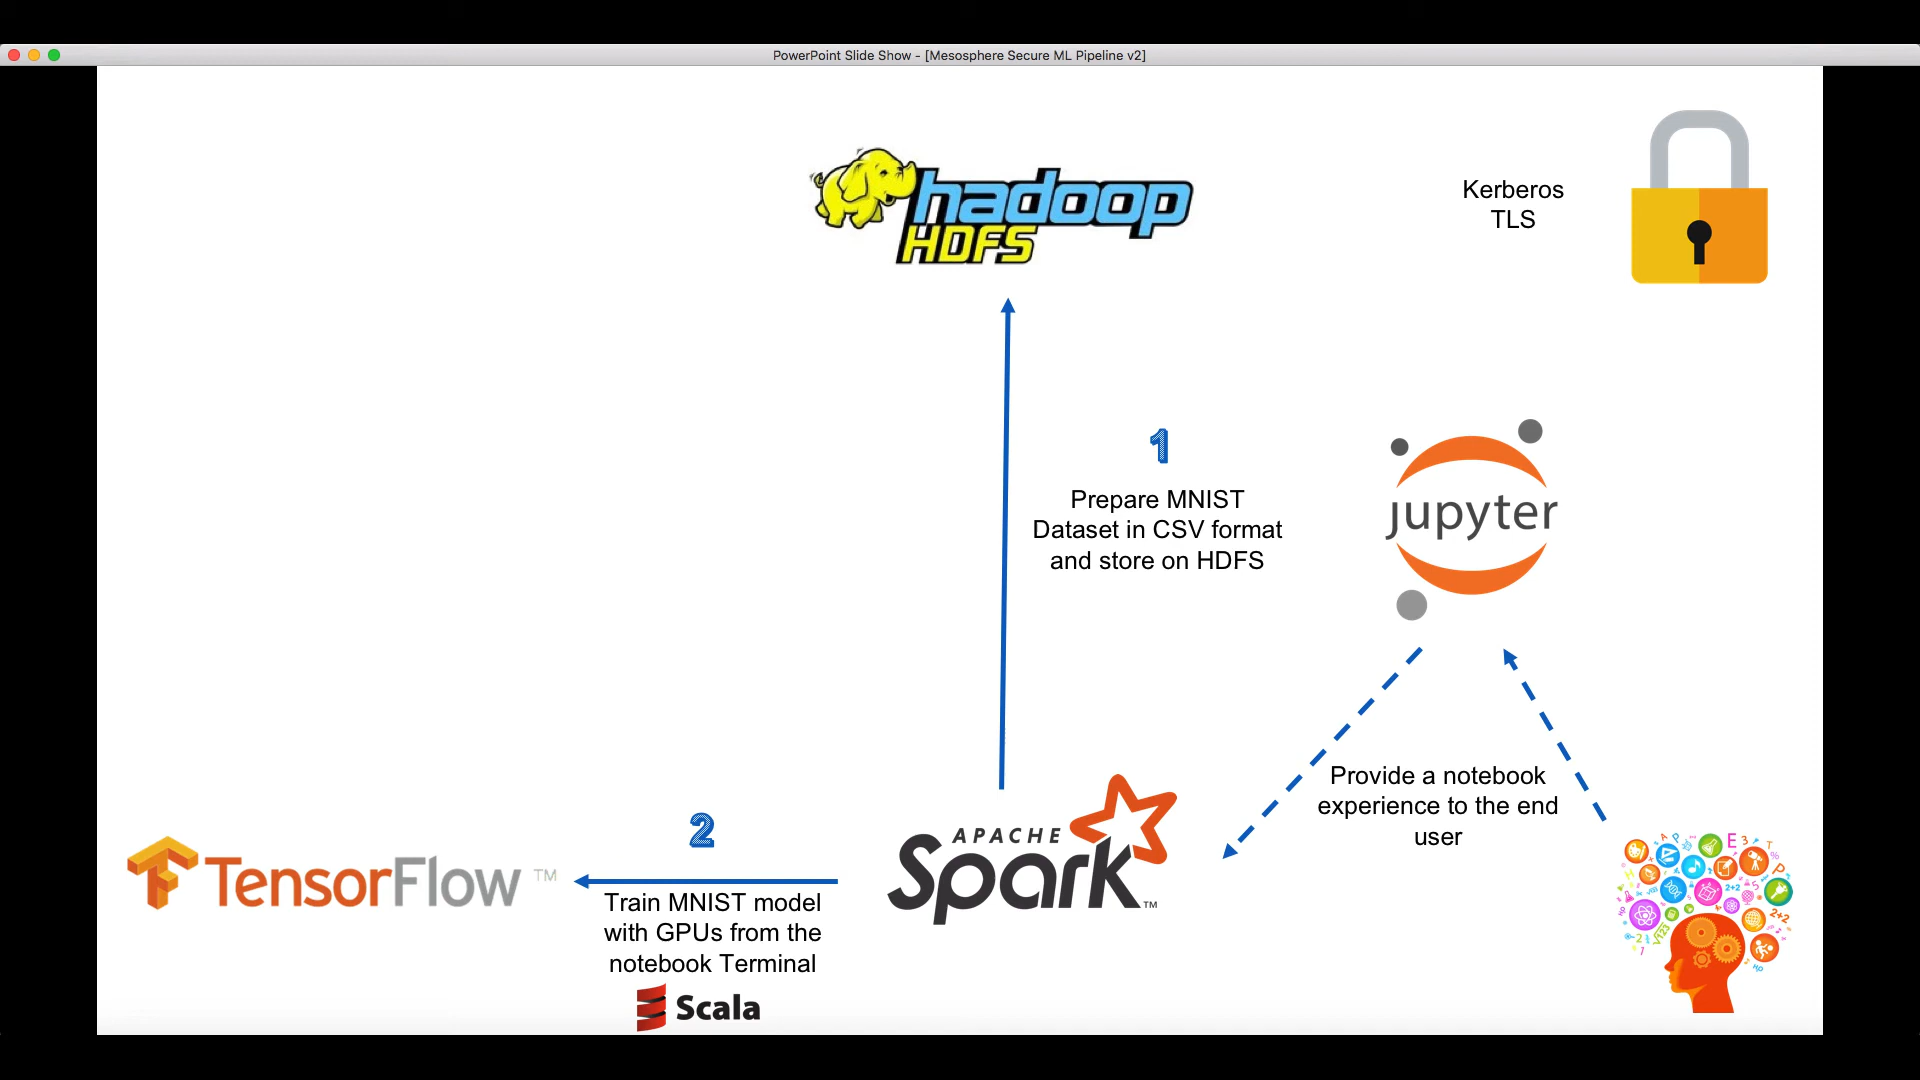 PowerPoint Slide Show - [Mesosphere Secure ML Pipeline v2]
hadoop
HDFS
Kerberos
TLS
1
Prepare MNIST
Dataset in CSV format
and store on HDFS
jupyter
Provide a notebook
experience to the end
user
APACHE
Spark™
2
TensorFlow ™
Train MNIST model
with GPUs from the
notebook Terminal
Scala